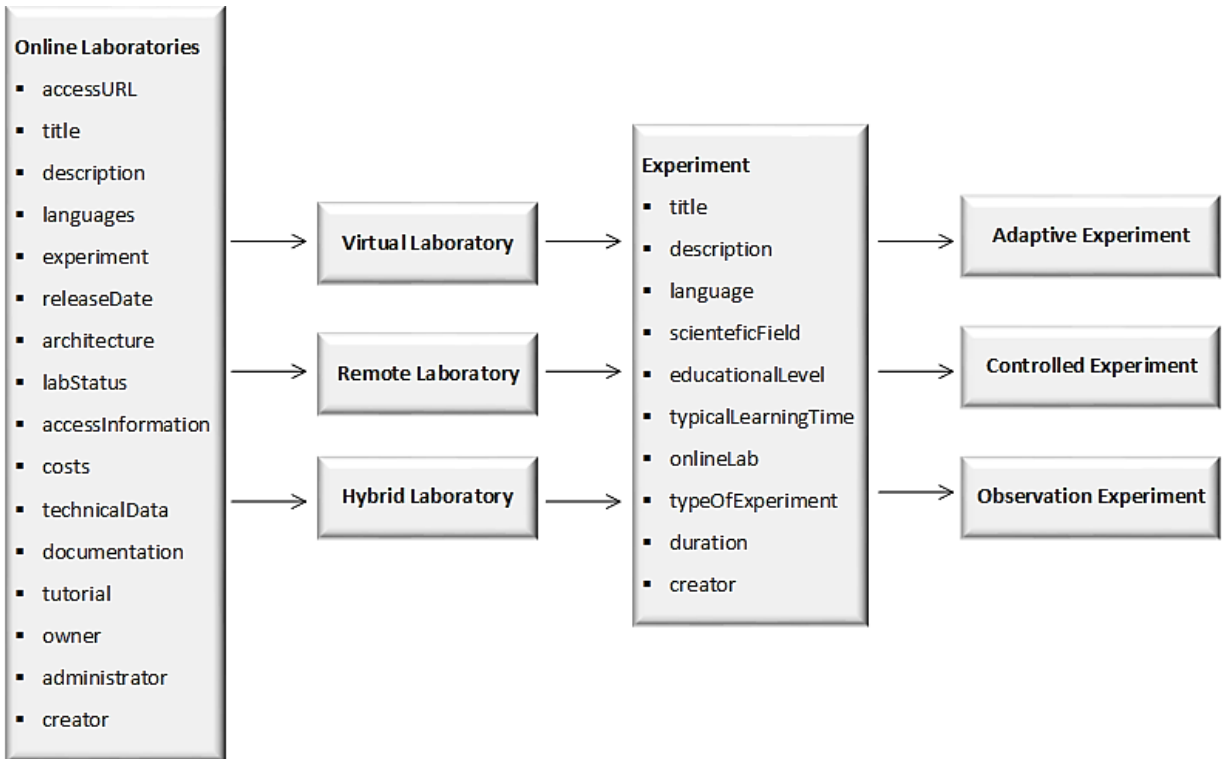 Online Laboratories
▪ accessURL
▪ title
▪ description
▪ languages
▪ experiment
▪ releaseDate
▪ architecture
▪ labStatus
▪ accessInformation
▪ costs
▪ technicalData
▪ documentation
▪ tutorial
▪ owner
▪ administrator
▪ creator
Virtual Laboratory
Remote Laboratory
Hybrid Laboratory
Experiment
▪ title
▪ description
▪ language
▪ scienteficField
▪ educationalLevel
▪ typicalLearningTime
▪ onlineLab
▪ typeOfExperiment
▪ duration
▪ creator
Adaptive Experiment
Controlled Experiment
Observation Experiment